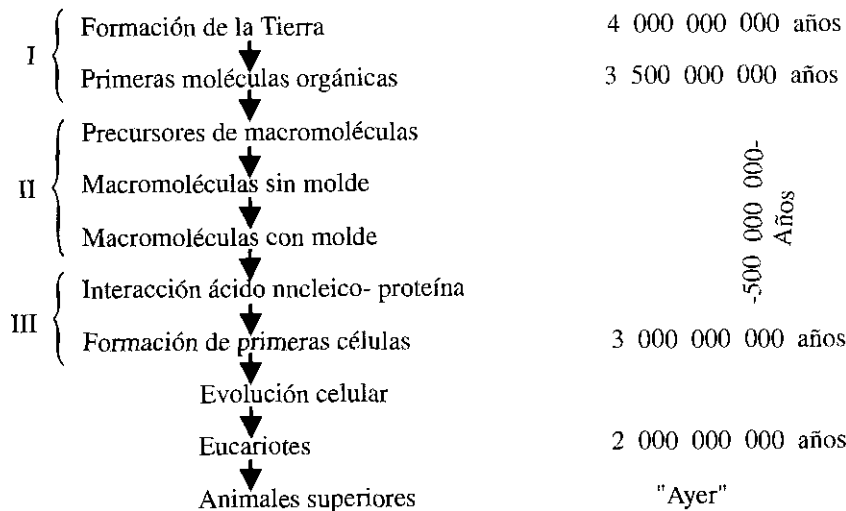 I
Formación de la Tierra 4 000 000 000 años
Primeras moléculas orgánicas 3 500 000 000 años
II
Precursores de macromoléculas
Macromoléculas sin molde
Macromoléculas con molde
-500 000 000-
Años
III
Interacción ácido nncleico- proteína
Formación de primeras células 3 000 000 000 años
Evolución celular
Eucariotes 2 000 000 000 años
Animales superiores "Ayer"